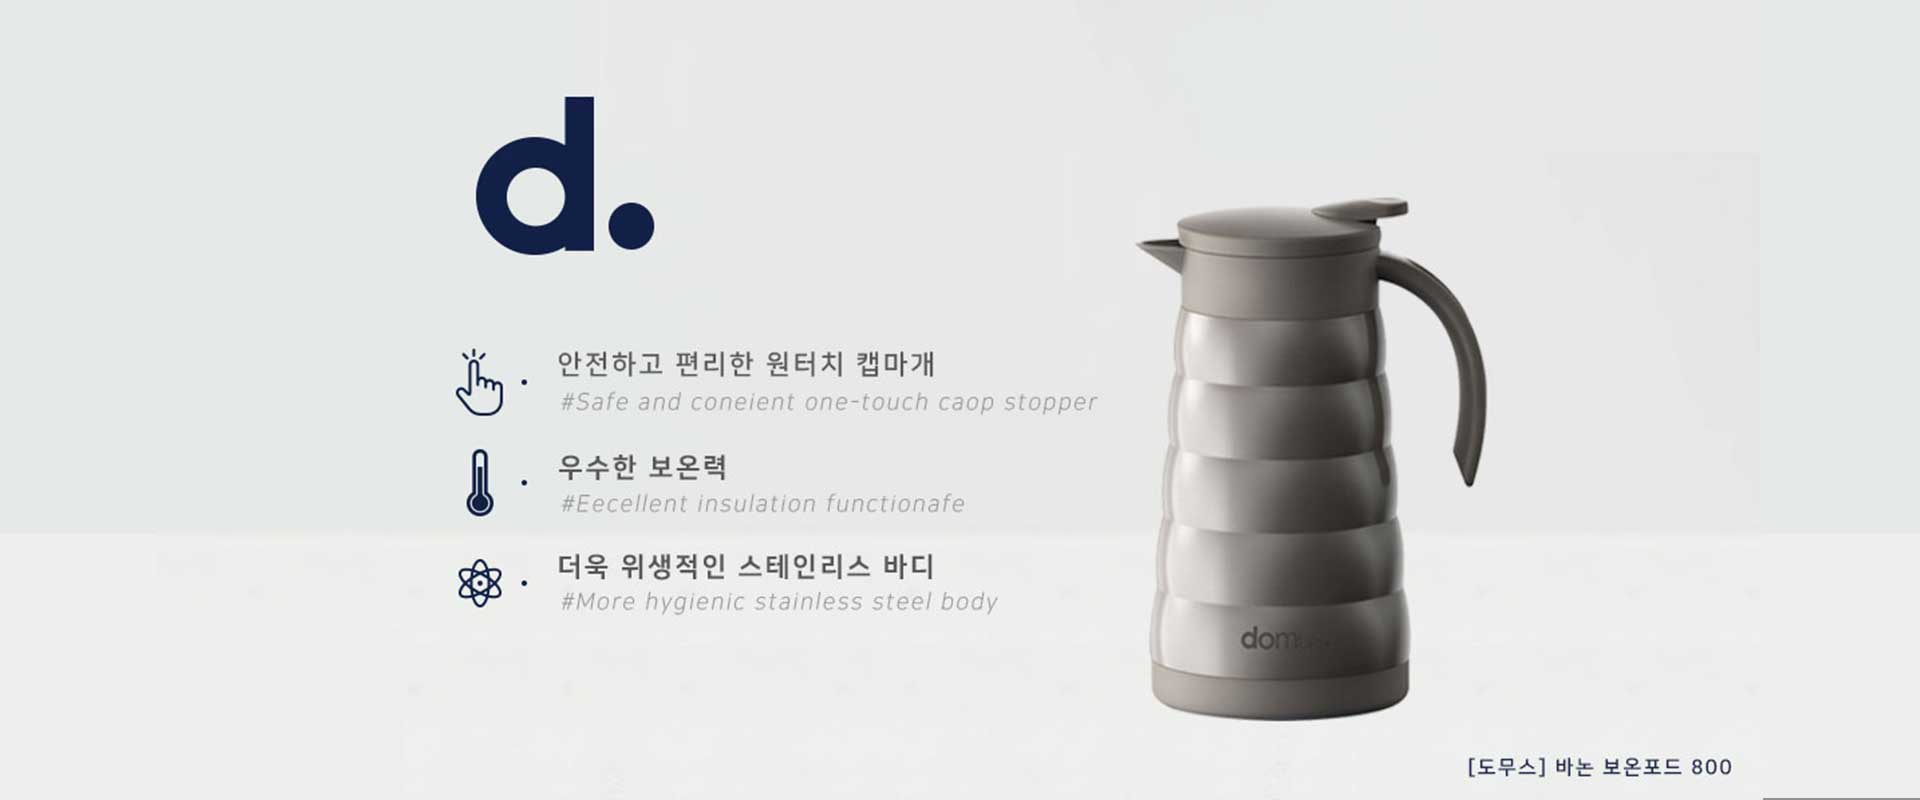 d.
안전하고 편리한 원터치 캡마개
#Safe and coneient one-touch caop stopper
우수한 보온력
#Eecellent insulation functionafe
더욱 위생적인 스테인리스 바디
#More hygienic stainless steel body
[도무스] 바논 보온포드 800